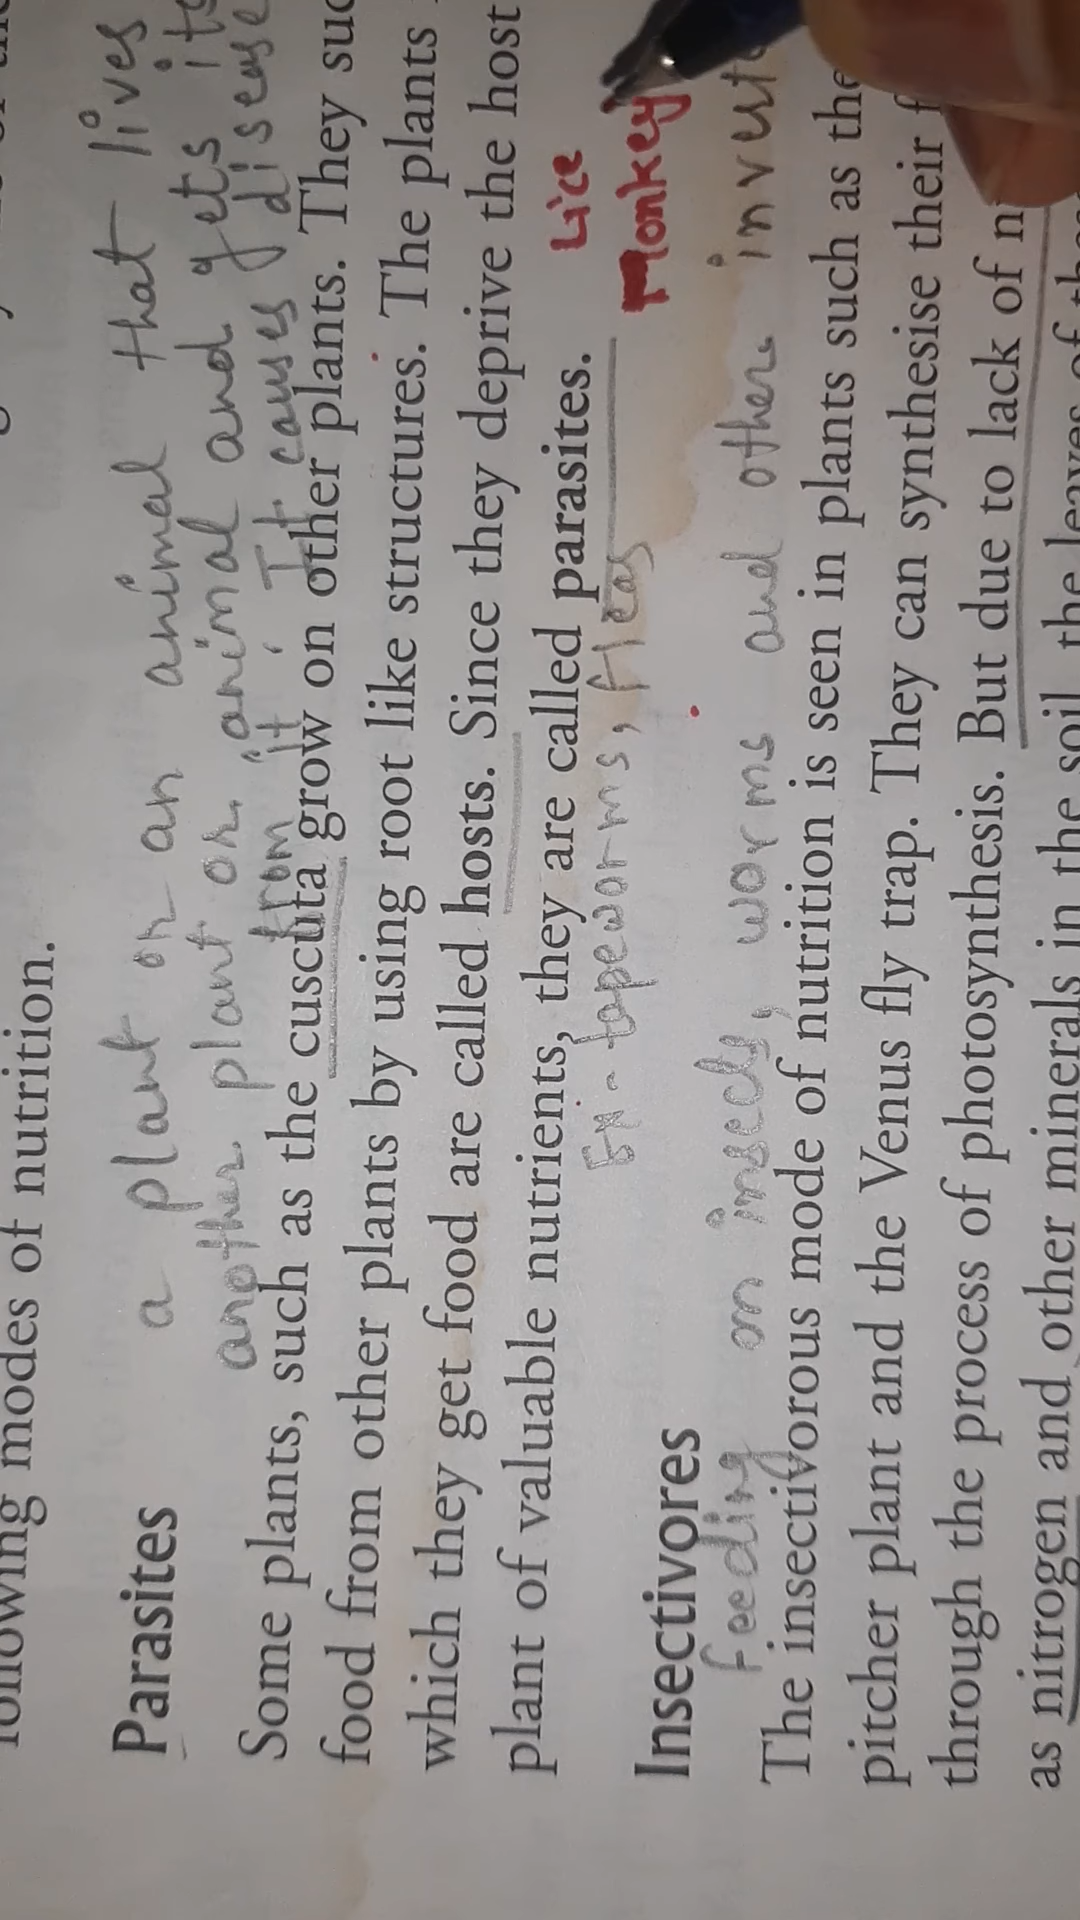 following modes of nutrition.
Parasites
a plant or an animal that lives
another plant or animal and gets its
from it. It causes disease
Some plants, such as the cuscuta grow on other plants. They
food from other plants by using root like structures. The plants
which they get food are called hosts. Since they deprive the host
plant of valuable nutrients, they are called parasites.
Lice
Monkey
Ex - tapeworms, fleas
Insectivores
feeding on insects, worms and other
The insectivorous mode of nutrition is seen in plants such as the
pitcher plant and the Venus fly trap. They can synthesise their
through the process of photosynthesis. But due to lack of
as nitrogen and other minerals in the soil, the leaves of